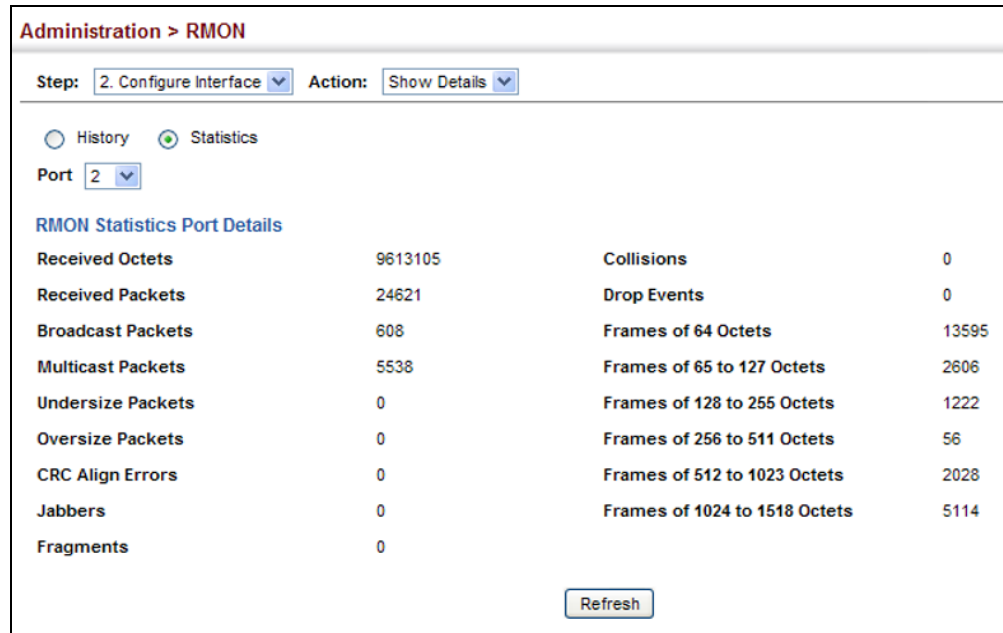 Administration > RMON
Step: 2. Configure Interface Action: Show Details
History Statistics
Port 2
RMON Statistics Port Details
Received Octets 9613105 Collisions 0
Received Packets 24621 Drop Events 0
Broadcast Packets 608 Frames of 64 Octets 13595
Multicast Packets 5538 Frames of 65 to 127 Octets 2606
Undersize Packets 0 Frames of 128 to 255 Octets 1222
Oversize Packets 0 Frames of 256 to 511 Octets 56
CRC Align Errors 0 Frames of 512 to 1023 Octets 2028
Jabbers 0 Frames of 1024 to 1518 Octets 5114
Fragments 0
Refresh